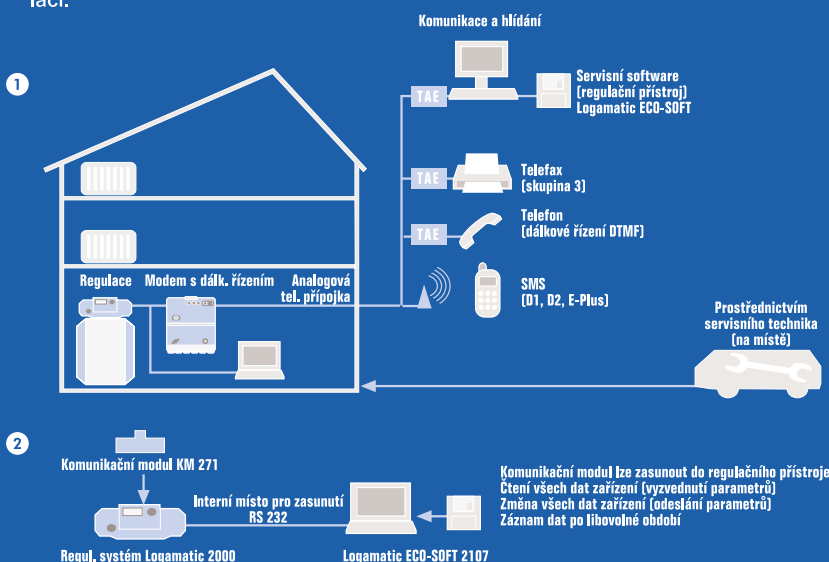 lací.
Komunikace a hlídání
1
TAE
Servisní software
(regulační přístroj)
Logamatic ECO-SOFT
TAE
Telefax
(skupina 3)
TAE
Telefon
(dálkové řízení DTMF)
Regulace
Modem s dálk. řízením
Analogová
tel. přípojka
SMS
(D1, D2, E-Plus)
Prostřednictvím
servisního technika
(na místě)
2
Komunikační modul KM 271
Interní místo pro zasunutí
RS 232
Komunikační modul lze zasunout do regulačního přístroje
Čtení všech dat zařízení (vyzvednutí parametrů)
Změna všech dat zařízení (odeslání parametrů)
Záznam dat po libovolné období
Regul. systém Logamatic 2000
Logamatic ECO-SOFT 2107